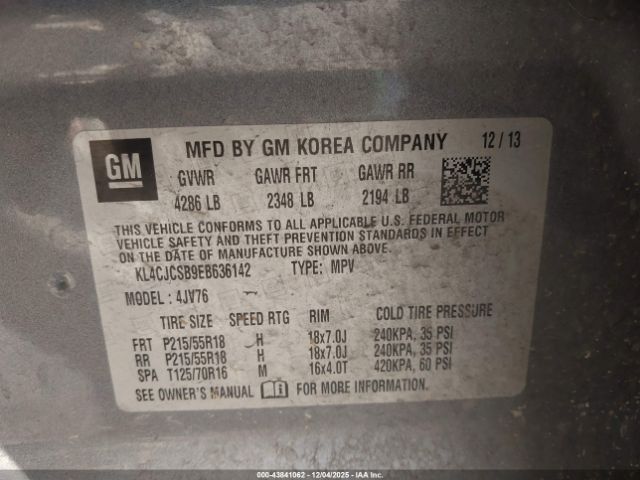 GM
MFD BY GM KOREA COMPANY 12 / 13
GVWR GAWR FRT GAWR RR
4286 LB 2348 LB 2194 LB
THIS VEHICLE CONFORMS TO ALL APPLICABLE U.S. FEDERAL MOTOR
VEHICLE SAFETY AND THEFT PREVENTION STANDARDS IN EFFECT
ON THE DATE OF MANUFACTURE SHOWN ABOVE.
KL4CJCSB9EB636142 TYPE: MPV
MODEL : 4JV76
TIRE SIZE SPEED RTG RIM COLD TIRE PRESSURE
FRT P215/55R18 H 18x7.0J 240KPA, 35 PSI
RR P215/55R18 H 18x7.0J 240KPA, 35 PSI
SPA T125/70R16 M 16x4.0T 420KPA, 60 PSI
SEE OWNER'S MANUAL FOR MORE INFORMATION
000-43841062 - 12/04/2025 - IAA Inc. (IAA)